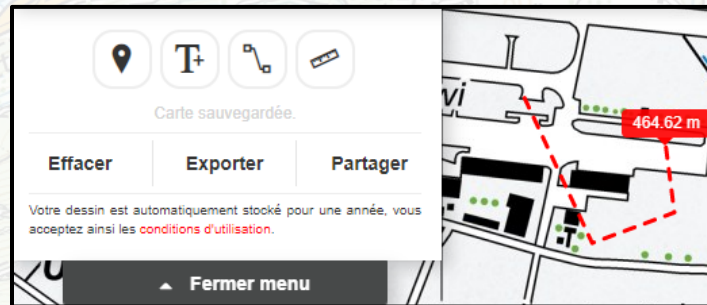 T+
Carte sauvegardée.
Effacer Exporter Partager
Votre dessin est automatiquement stocké pour une année, vous
acceptez ainsi les conditions d'utilisation.
Fermer menu
wi
464.62 m